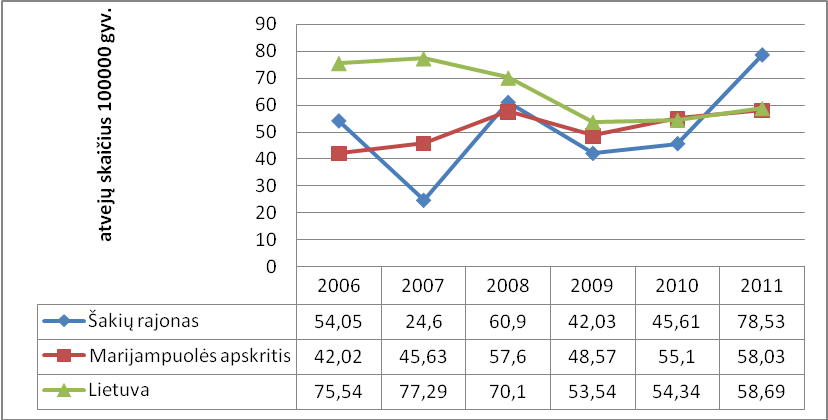 atvejų skaičius 100000 gyv.
90
80
70
60
50
40
30
20
10
0
2006 2007 2008 2009 2010 2011
Šakių rajonas 54,05 24,6 60,9 42,03 45,61 78,53
Marijampuolės apskritis 42,02 45,63 57,6 48,57 55,1 58,03
Lietuva 75,54 77,29 70,1 53,54 54,34 58,69